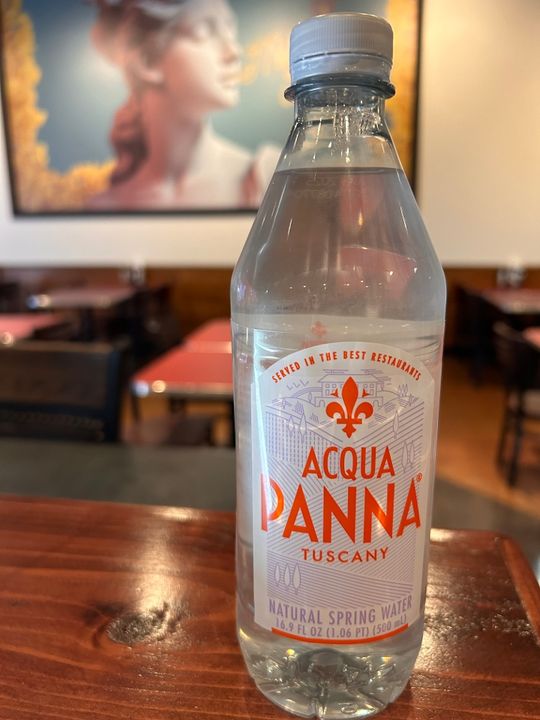 SERVED IN THE BEST RESTAURANTS
ACQUA
PANNA®
TUSCANY
NATURAL SPRING WATER
16.9 FL OZ (1.06 PT) (500 mL)